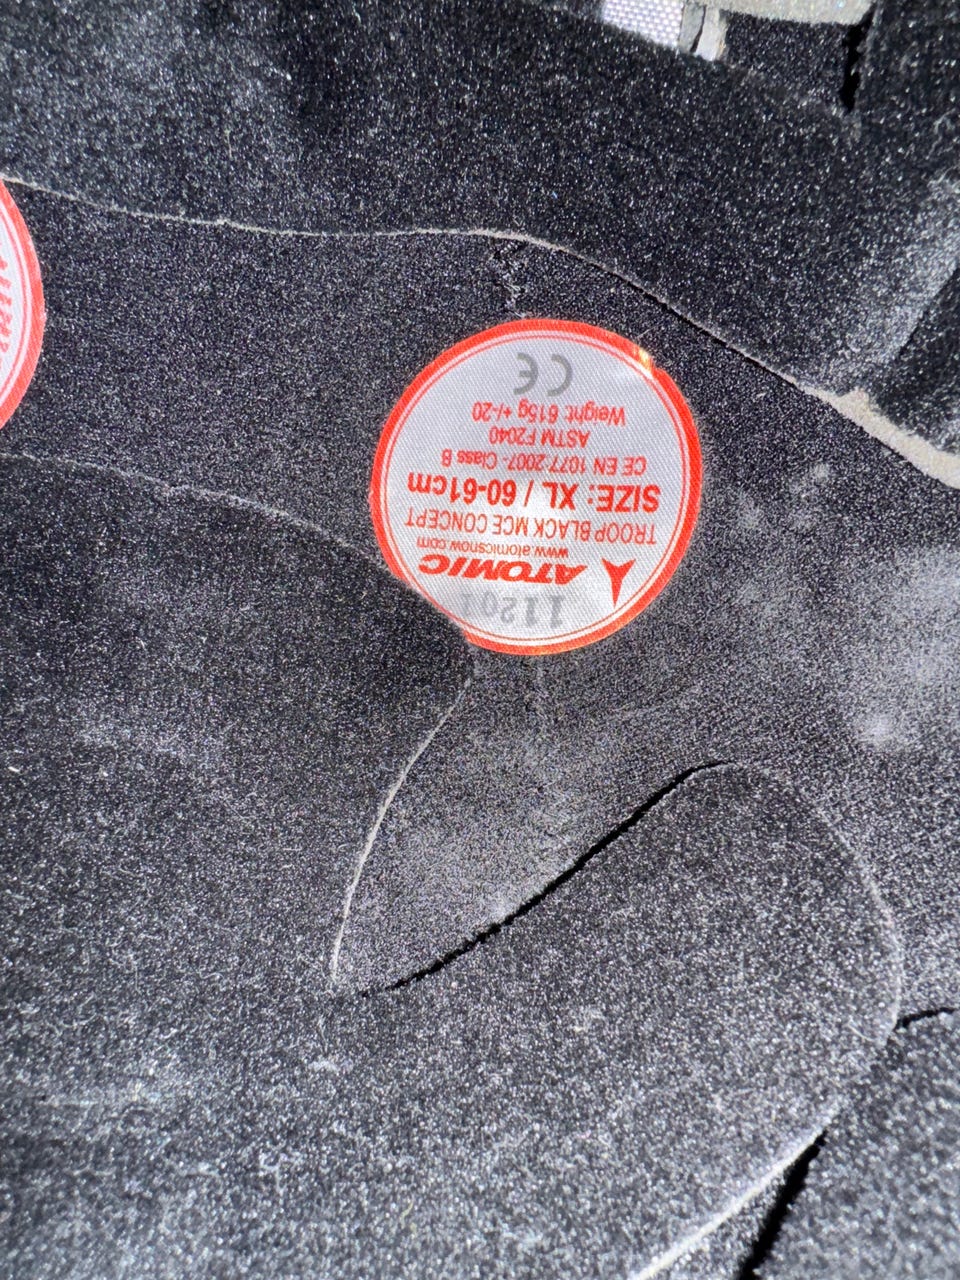 ATOMIC
www.atomicsnow.com
TROOP BLACK MCE CONCEPT
SIZE: XL / 60-61cm
CE EN 1077:2007- Class B
ASTM F2040
Weight: 615g +/-20
CE